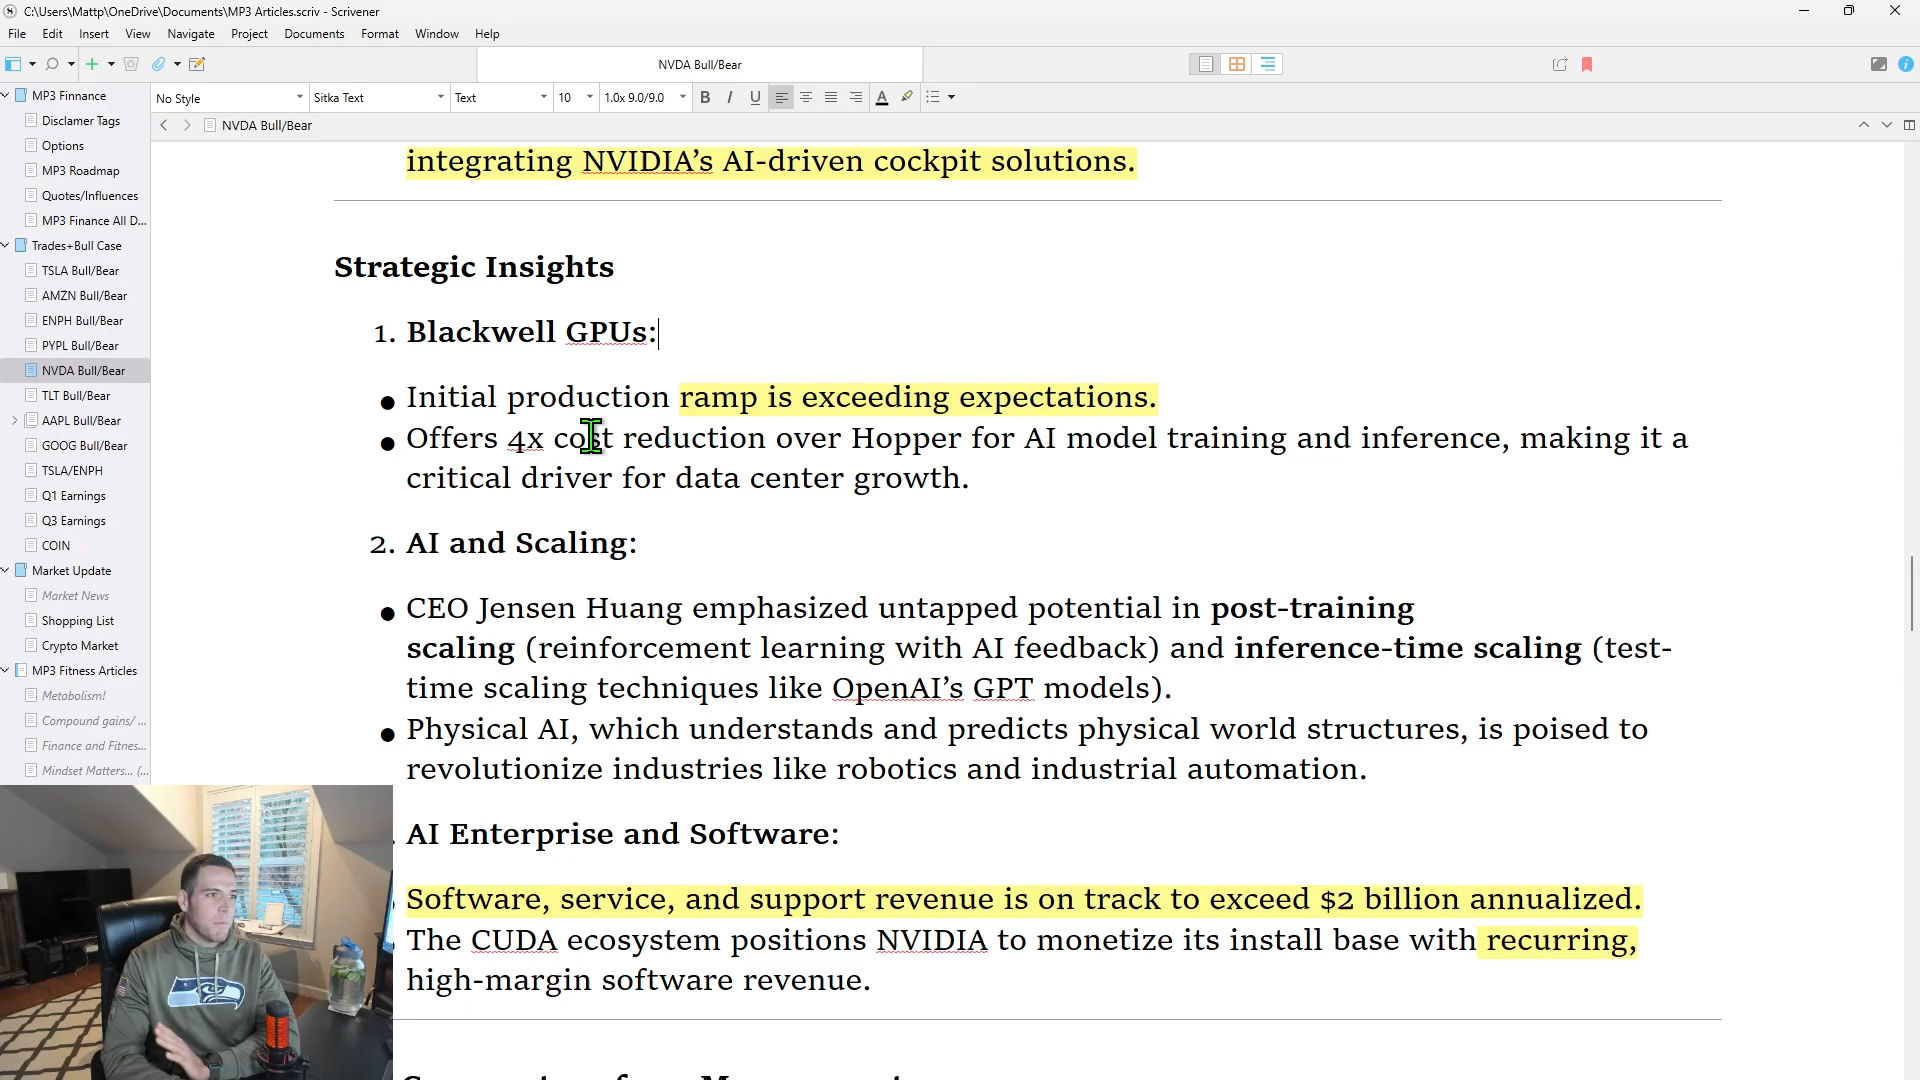 C:\Users\Mattp\OneDrive\Documents\MP3 Articles.scriv - Scrivener
File Edit Insert View Navigate Project Documents Format Window Help
NVDA Bull/Bear
No Style Sitka Text Text 10 1.0x 9.0/9.0 B I U A
NVDA Bull/Bear
MP3 Finnance
Disclamer Tags
Options
MP3 Roadmap
Quotes/Influences
MP3 Finance All D...
Trades+Bull Case
TSLA Bull/Bear
AMZN Bull/Bear
ENPH Bull/Bear
PYPL Bull/Bear
NVDA Bull/Bear
TLT Bull/Bear
AAPL Bull/Bear
GOOG Bull/Bear
TSLA/ENPH
Q1 Earnings
Q3 Earnings
COIN
Market Update
Market News
Shopping List
Crypto Market
MP3 Fitness Articles
Metabolism!
Compound gains/ ...
Finance and Fitnes...
Mindset Matters... (...
integrating NVIDIA’s AI-driven cockpit solutions.
Strategic Insights
1. Blackwell GPUs:
● Initial production ramp is exceeding expectations.
● Offers 4x cost reduction over Hopper for AI model training and inference, making it a
critical driver for data center growth.
2. AI and Scaling:
● CEO Jensen Huang emphasized untapped potential in post-training
scaling (reinforcement learning with AI feedback) and inference-time scaling (test-
time scaling techniques like OpenAI’s GPT models).
● Physical AI, which understands and predicts physical world structures, is poised to
revolutionize industries like robotics and industrial automation.
AI Enterprise and Software:
Software, service, and support revenue is on track to exceed $2 billion annualized.
The CUDA ecosystem positions NVIDIA to monetize its install base with recurring,
high-margin software revenue.